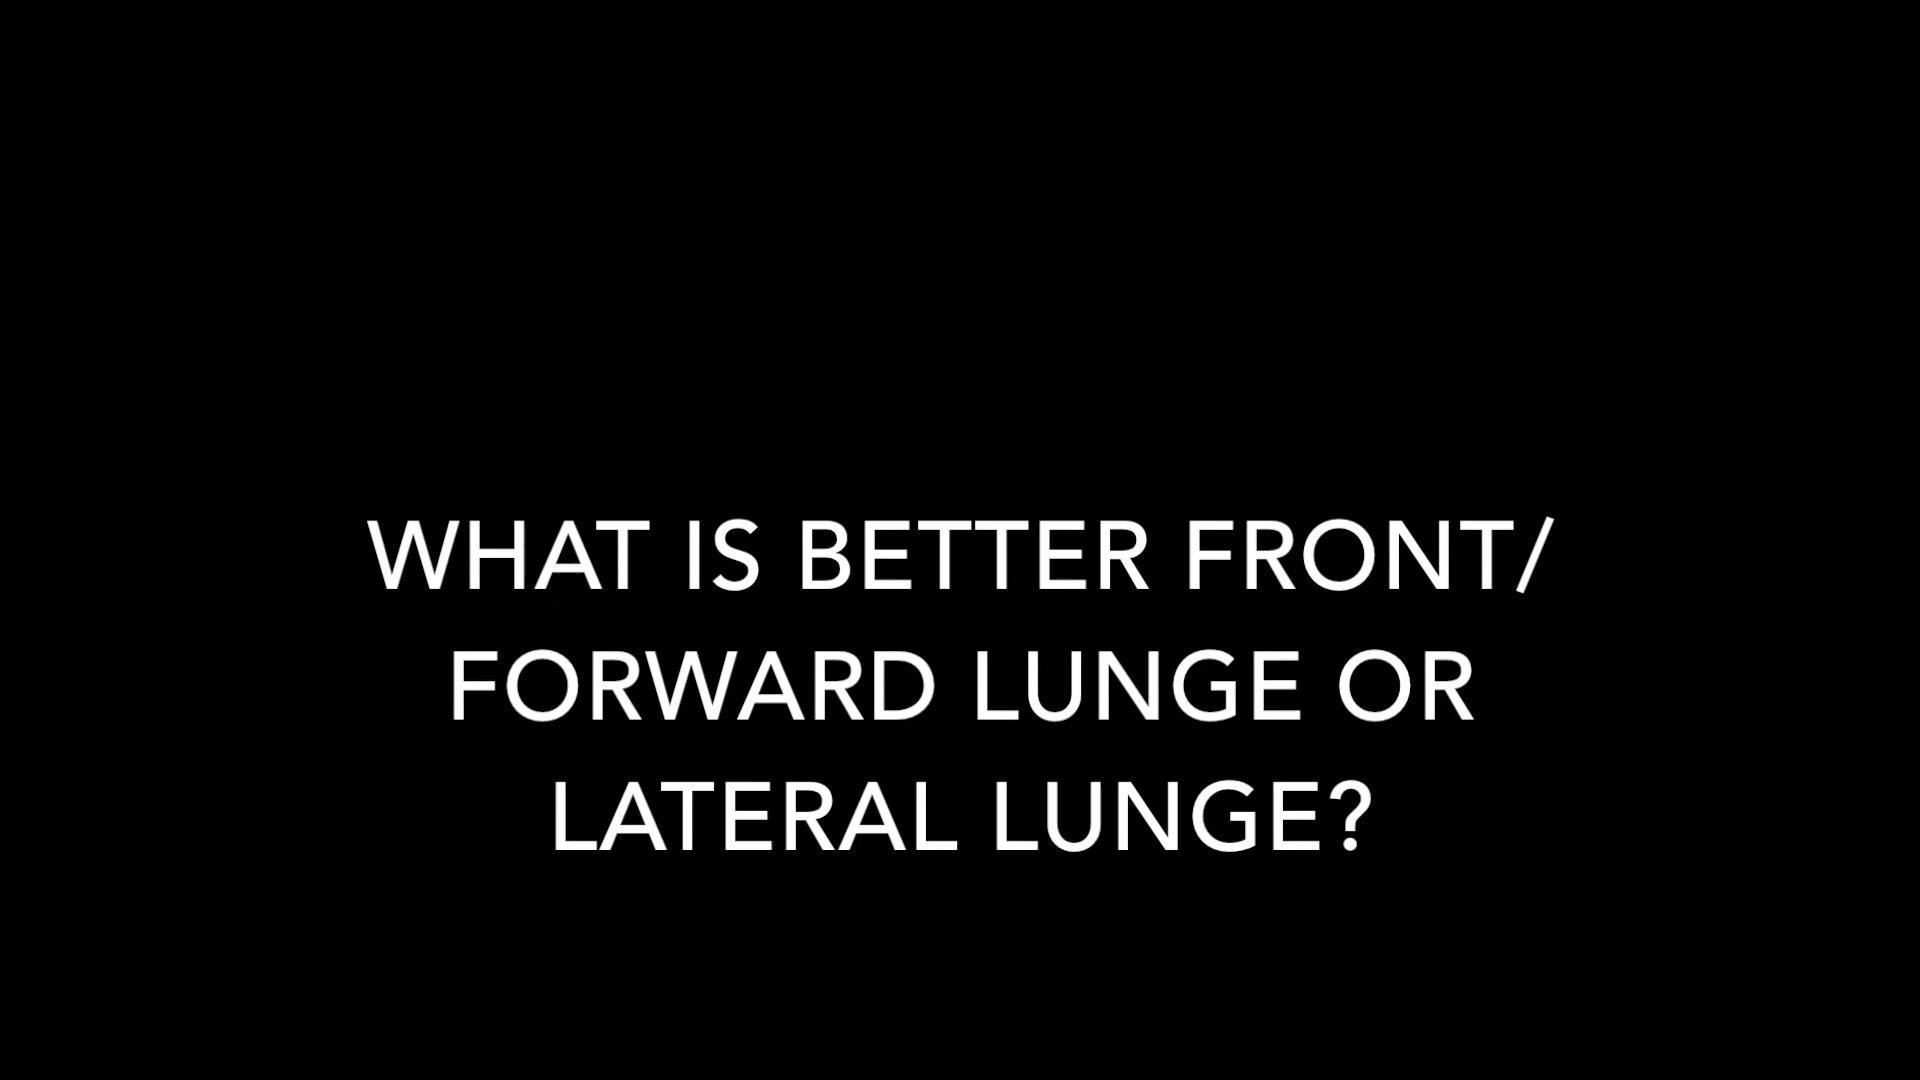 WHAT IS BETTER FRONT/
FORWARD LUNGE OR
LATERAL LUNGE?